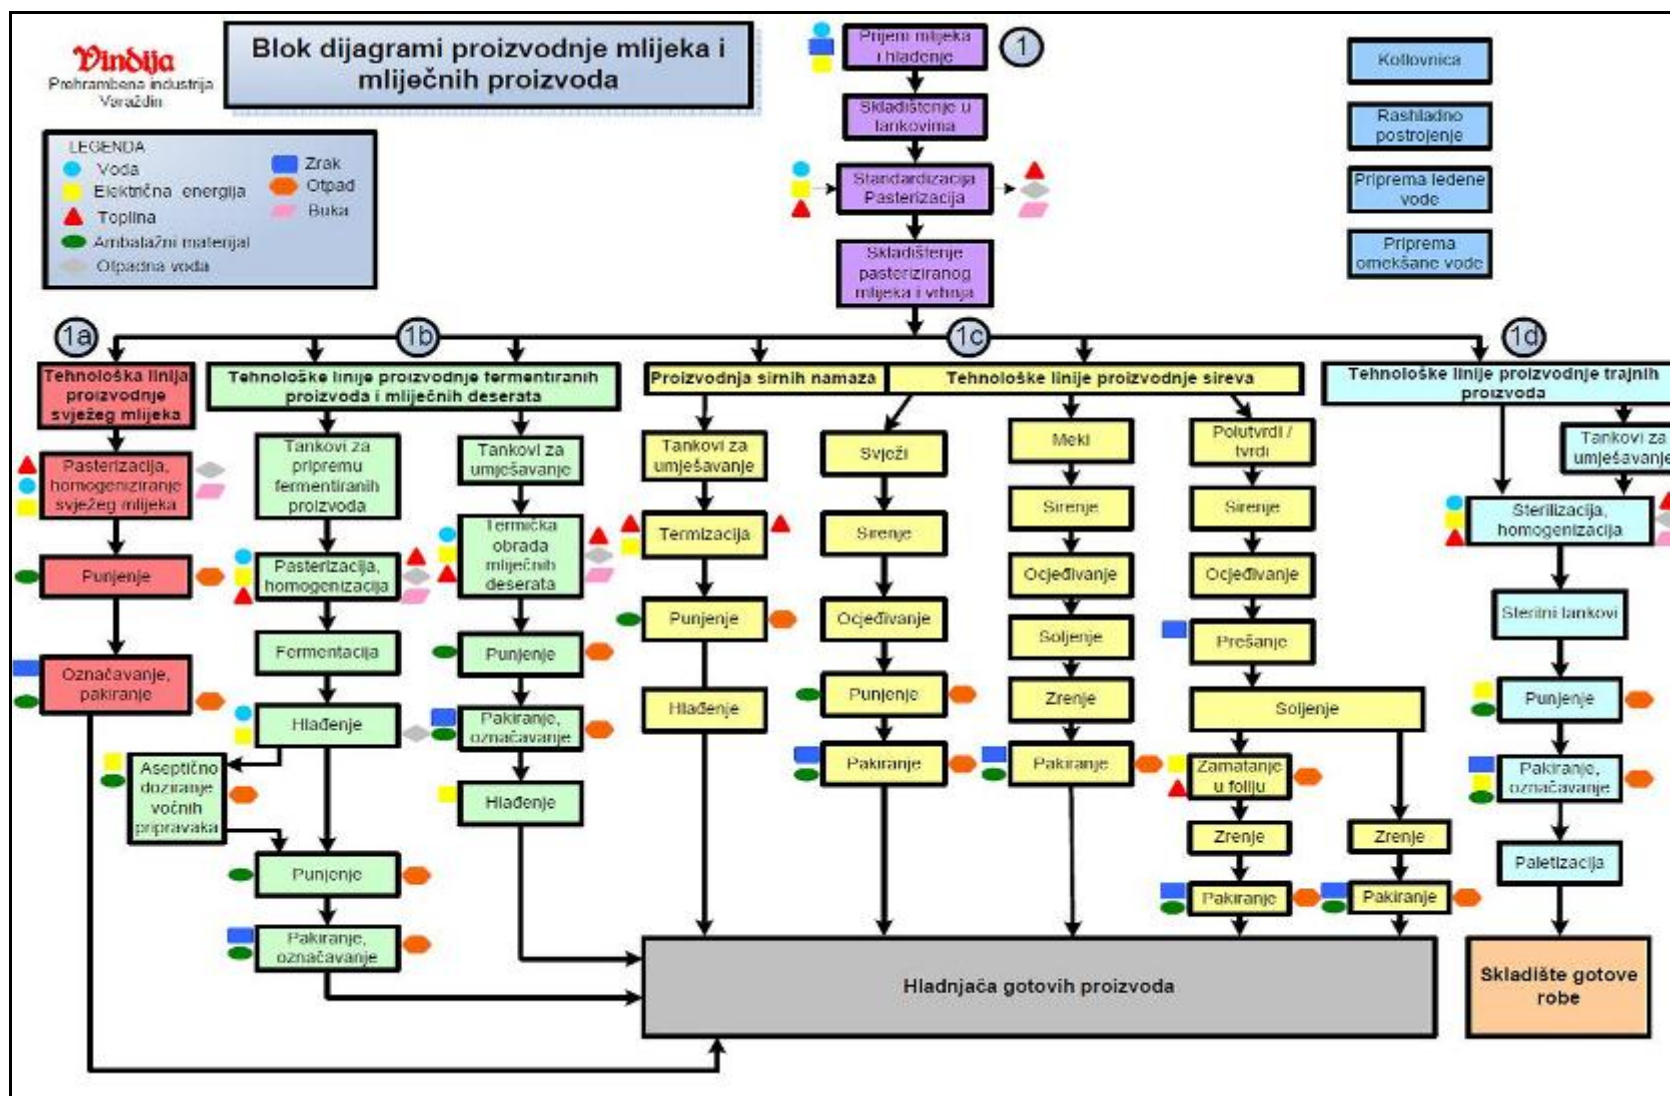 Vindija
Prehrambena industrija
Varaždin
Blok dijagrami proizvodnje mlijeka i
mliječnih proizvoda
LEGENDA
Voda
Električna energija
Toplina
Ambalažni materijal
Otpadna voda
Zrak
Otpad
Buka
Prijem mlijeka
i hlađenje
1
Skladištenje u
tankovima
Standardizacija
Pasterizacija
Skladištenje
pasteriziranog
mlijeka i vrhnja
Kotlovnica
Rashladno
postrojenje
Priprema ledene
vode
Priprema
omekšane vode
1a
1b
1c
1d
Tehnološka linija
proizvodnje
svježeg mlijeka
Pasterizacija,
homogeniziranje
svježeg mlijeka
Punjenje
Označavanje,
pakiranje
Tehnološke linije proizvodnje fermentiranih
proizvoda i mliječnih deserata
Tankovi za
pripremu
fermentiranih
proizvoda
Pasterizacija,
homogenizacija
Fermentacija
Hlađenje
Aseptično
doziranje
voćnih
pripravaka
Punjenje
Pakiranje,
označavanje
Tankovi za
umješavanje
Termička
obrada
mliječnih
deserata
Punjenje
Pakiranje,
označavanje
Hlađenje
Proizvodnja sirnih namaza
Tankovi za
umješavanje
Termizacija
Punjenje
Hlađenje
Tehnološke linije proizvodnje sireva
Svježi
Sirenje
Ocjeđivanje
Punjenje
Pakiranje
Meki
Sirenje
Ocjeđivanje
Soljenje
Zrenje
Pakiranje
Polutvrdi /
tvrdi
Sirenje
Ocjeđivanje
Prešanje
Soljenje
Zamatanje
u foliju
Zrenje
Pakiranje
Zrenje
Pakiranje
Tehnološke linije proizvodnje trajnih
proizvoda
Tankovi za
umješavanje
Sterilizacija,
homogenizacija
Sterilni tankovi
Punjenje
Pakiranje,
označavanje
Paletizacija
Hladnjača gotovih proizvoda
Skladište gotove
robe